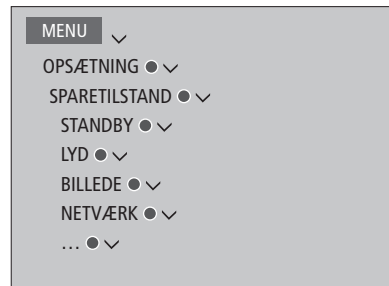 MENU
OPSÆTNING
SPARETILSTAND
STANDBY
LYD
BILLEDE
NETVÆRK
...